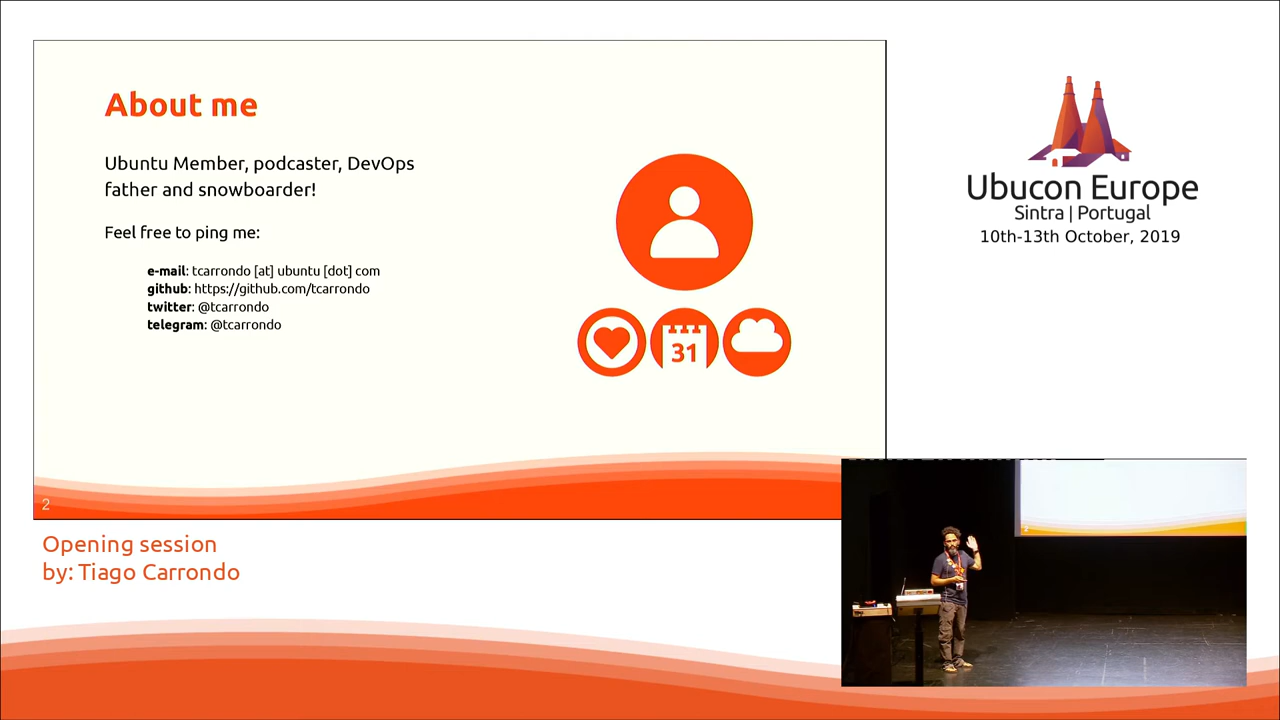 About me
Ubuntu Member, podcaster, DevOps
father and snowboarder!
Feel free to ping me:
e-mail: tcarrondo [at] ubuntu [dot] com
github: https://github.com/tcarrondo
twitter: @tcarrondo
telegram: @tcarrondo
31
2
Ubucon Europe
Sintra | Portugal
10th-13th October, 2019
Opening session
by: Tiago Carrondo